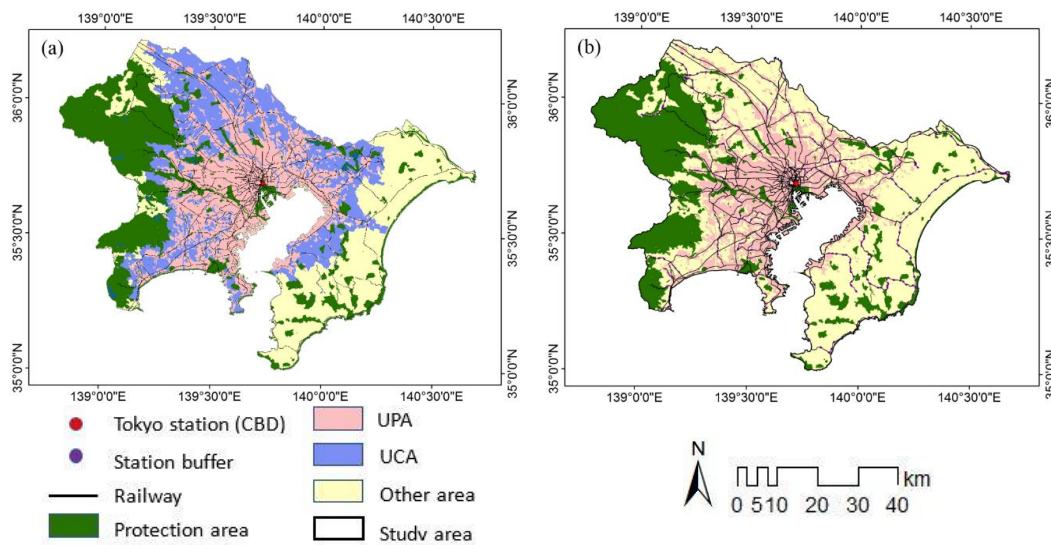 139°0'0"E 139°30'0"E 140°0'0"E 140°30'0"E
139°0'0"E 139°30'0"E 140°0'0"E 140°30'0"E
(a)
(b)
36°0'0"N
36°0'0"N
36°0'0"N
35°30'0"N
35°30'0"N
35°30'0"N
35°0'0"N
35°0'0"N
35°0'0"N
139°0'0"E 139°30'0"E 140°0'0"E 140°30'0"E
139°0'0"E 139°30'0"E 140°0'0"E 140°30'0"E
Tokyo station (CBD)
Station buffer
Railway
Protection area
UPA
UCA
Other area
Study area
N
km
0 5 10 20 30 40